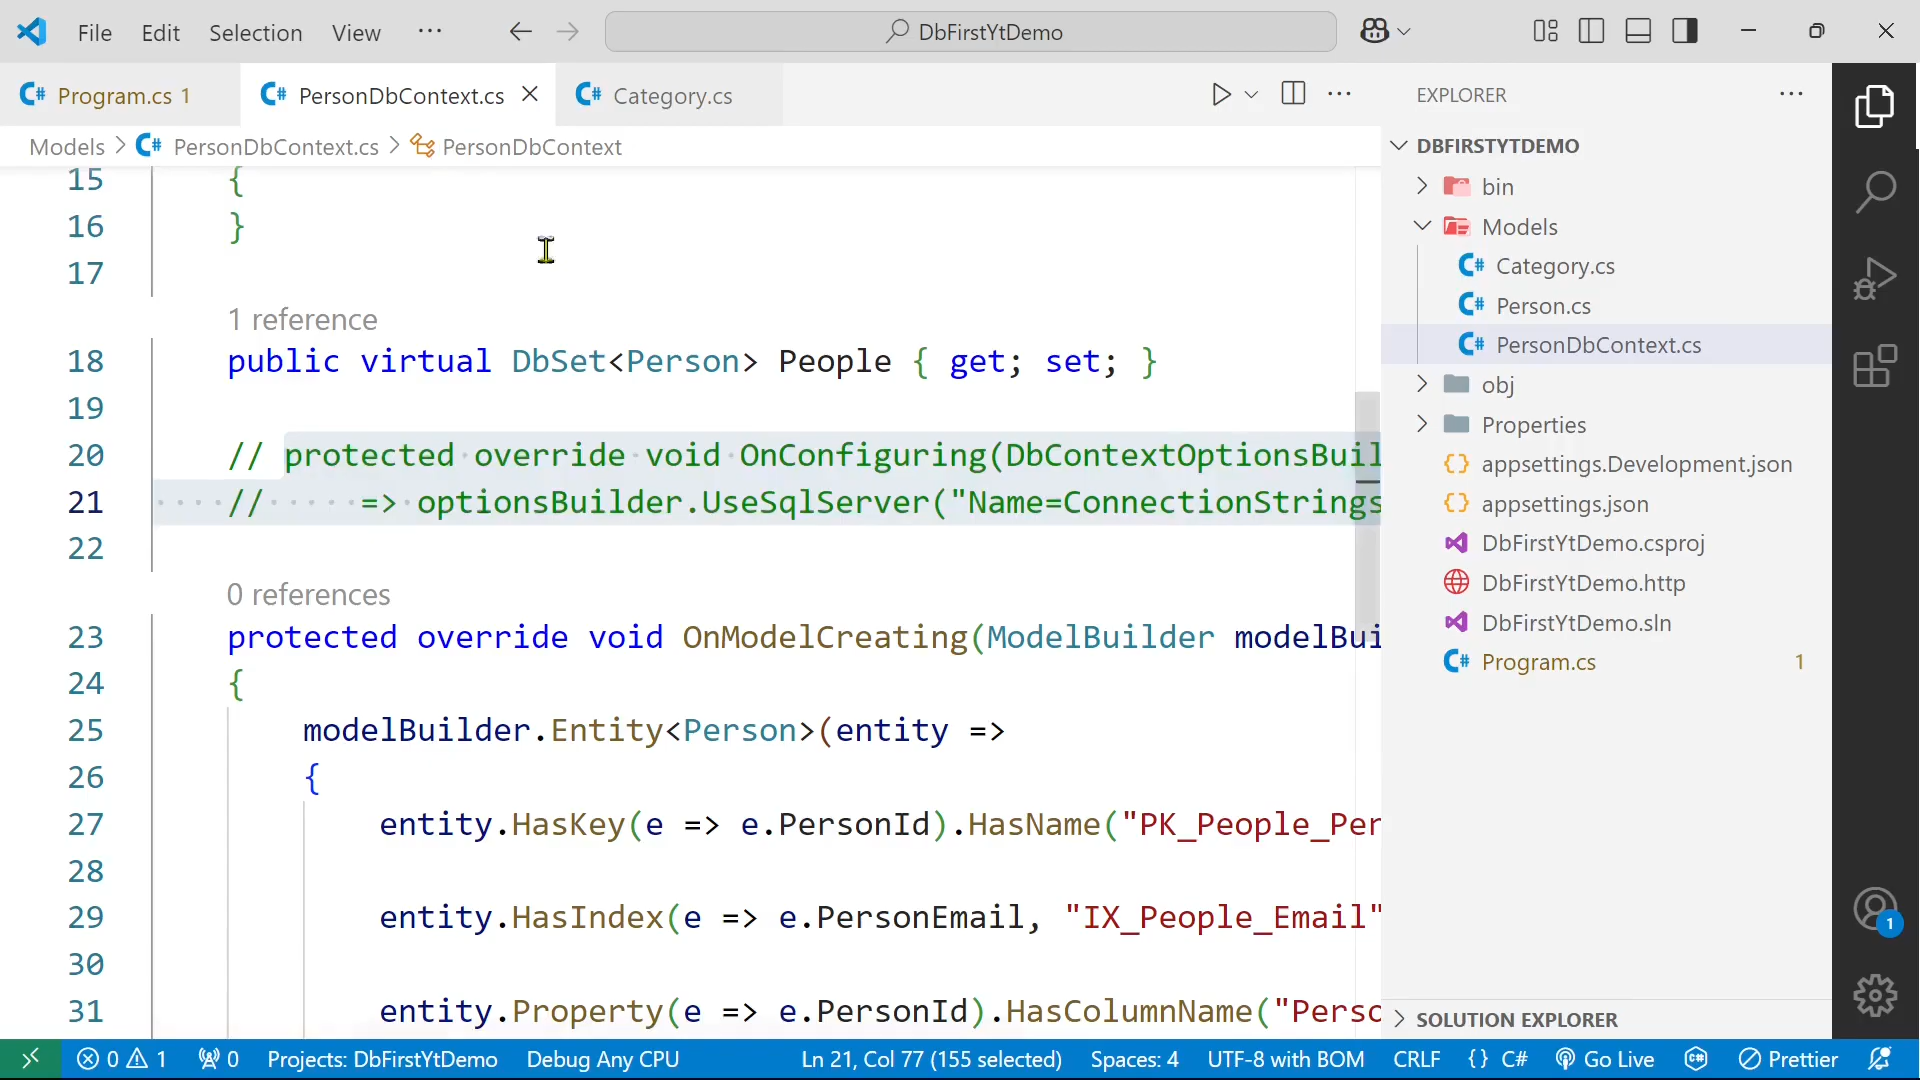 File Edit Selection View ··· DbFirstYtDemo
Program.cs 1 PersonDbContext.cs Category.cs
Models > PersonDbContext.cs > PersonDbContext
15 {
16 }
17
1 reference
18 public virtual DbSet<Person> People { get; set; }
19
20 // protected override void OnConfiguring(DbContextOptionsBuil
21 // => optionsBuilder.UseSqlServer("Name=ConnectionStrings
22
0 references
23 protected override void OnModelCreating(ModelBuilder modelBui
24 {
25 modelBuilder.Entity<Person>(entity =>
26 {
27 entity.HasKey(e => e.PersonId).HasName("PK_People_Per
28
29 entity.HasIndex(e => e.PersonEmail, "IX_People_Email"
30
31 entity.Property(e => e.PersonId).HasColumnName("Perso
EXPLORER ···
DBFIRSTYTDEMO
bin
Models
Category.cs
Person.cs
PersonDbContext.cs
obj
Properties
{} appsettings.Development.json
{} appsettings.json
DbFirstYtDemo.csproj
DbFirstYtDemo.http
DbFirstYtDemo.sln
Program.cs 1
SOLUTION EXPLORER
1
0 1 0 Projects: DbFirstYtDemo Debug Any CPU Ln 21, Col 77 (155 selected) Spaces: 4 UTF-8 with BOM CRLF {} C# Go Live Prettier